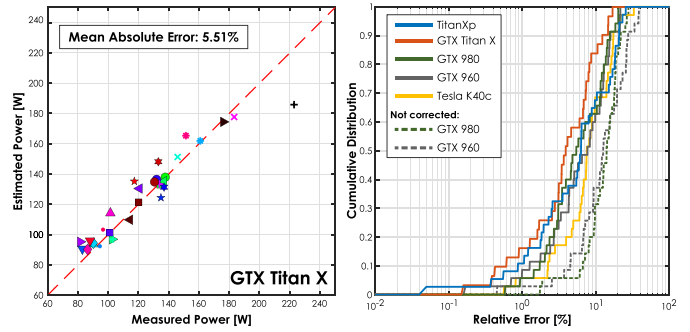 Mean Absolute Error: 5.51%
GTX Titan X
Estimated Power [W]
240
220
200
180
160
140
120
100
80
60
60 80 100 120 140 160 180 200 220 240
Measured Power [W]
TitanXp
GTX Titan X
GTX 980
GTX 960
Tesla K40c
Not corrected:
GTX 980
GTX 960
Cumulative Distribution
1
0.9
0.8
0.7
0.6
0.5
0.4
0.3
0.2
0.1
0
10-2 10-1 100 101 102
Relative Error [%]